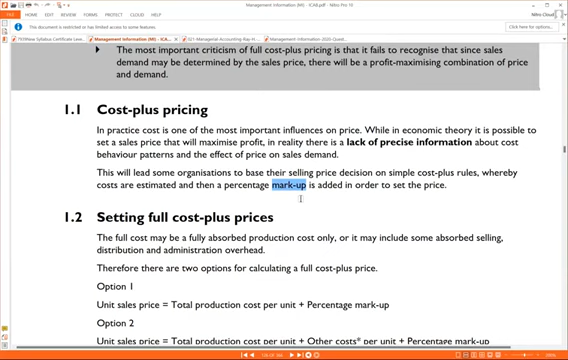 Management Information (MI) - ICAB.pdf - Nitro Pro 10
Nitro Cloud
FILE HOME EDIT REVIEW FORMS PROTECT CLOUD HELP
This document is restricted or has limited access to some features.
Click here for options...
Management Information (MI) - ICA...
Management-Information-2020-Quest...
The most important criticism of full cost-plus pricing is that it fails to recognise that since sales
demand may be determined by the sales price, there will be a profit-maximising combination of price
and demand.
1.1 Cost-plus pricing
In practice cost is one of the most important influences on price. While in economic theory it is possible to
set a sales price that will maximise profit, in reality there is a lack of precise information about cost
behaviour patterns and the effect of price on sales demand.
This will lead some organisations to base their selling price decision on simple cost-plus rules, whereby
costs are estimated and then a percentage mark-up is added in order to set the price.
1.2 Setting full cost-plus prices
The full cost may be a fully absorbed production cost only, or it may include some absorbed selling,
distribution and administration overhead.
Therefore there are two options for calculating a full cost-plus price.
Option 1
Unit sales price = Total production cost per unit + Percentage mark-up
Option 2
Unit sales price = Total production cost per unit + Other costs* per unit + Percentage mark-up